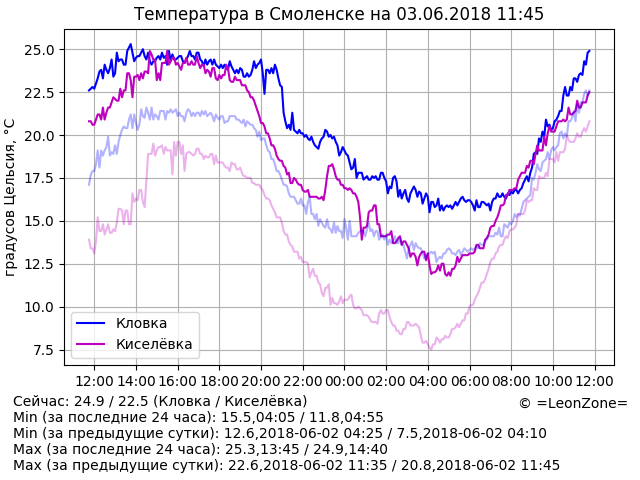 Температура в Смоленске на 03.06.2018 11:45
градусов Цельсия, °C
25.0
22.5
20.0
17.5
15.0
12.5
10.0
7.5
Кловка
Киселёвка
12:00 14:00 16:00 18:00 20:00 22:00 00:00 02:00 04:00 06:00 08:00 10:00 12:00
Сейчас: 24.9 / 22.5 (Кловка / Киселёвка)
© =LeonZone=
Min (за последние 24 часа): 15.5,04:05 / 11.8,04:55
Min (за предыдущие сутки): 12.6,2018-06-02 04:25 / 7.5,2018-06-02 04:10
Max (за последние 24 часа): 25.3,13:45 / 24.9,14:40
Max (за предыдущие сутки): 22.6,2018-06-02 11:35 / 20.8,2018-06-02 11:45